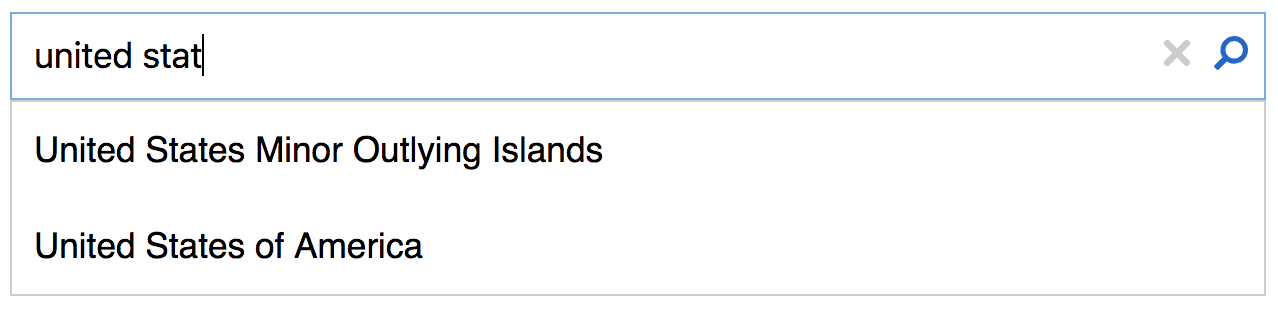 united stat
United States Minor Outlying Islands
United States of America